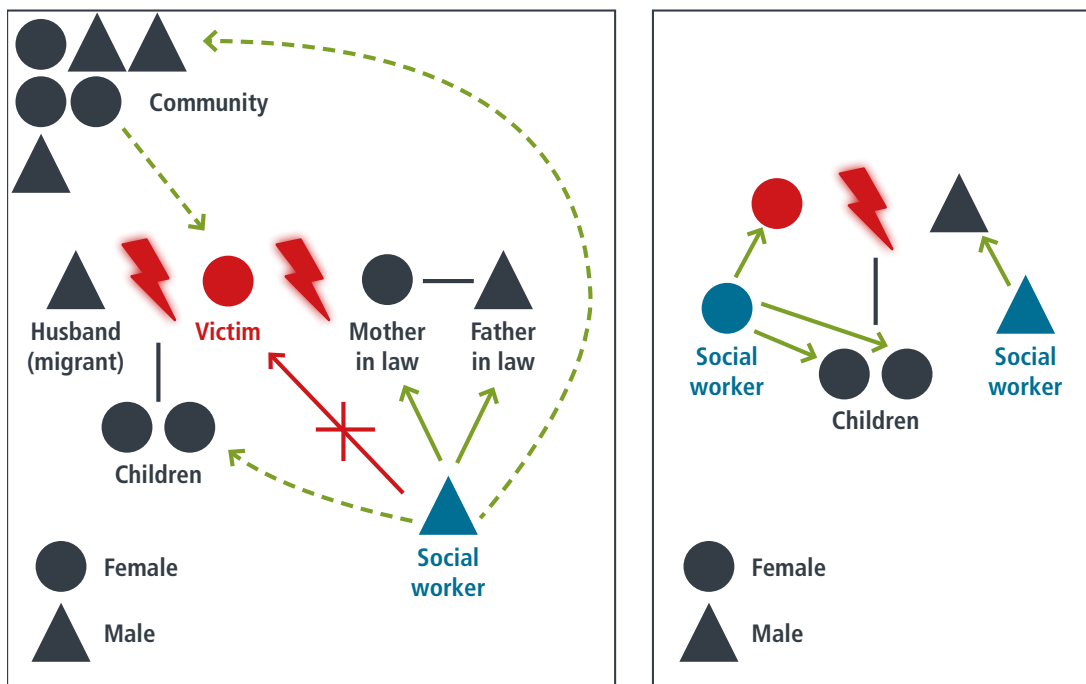 Community
Husband
(migrant)
Victim
Mother
in law
Father
in law
Children
Social
worker
Female
Male
Social
worker
Social
worker
Children
Female
Male